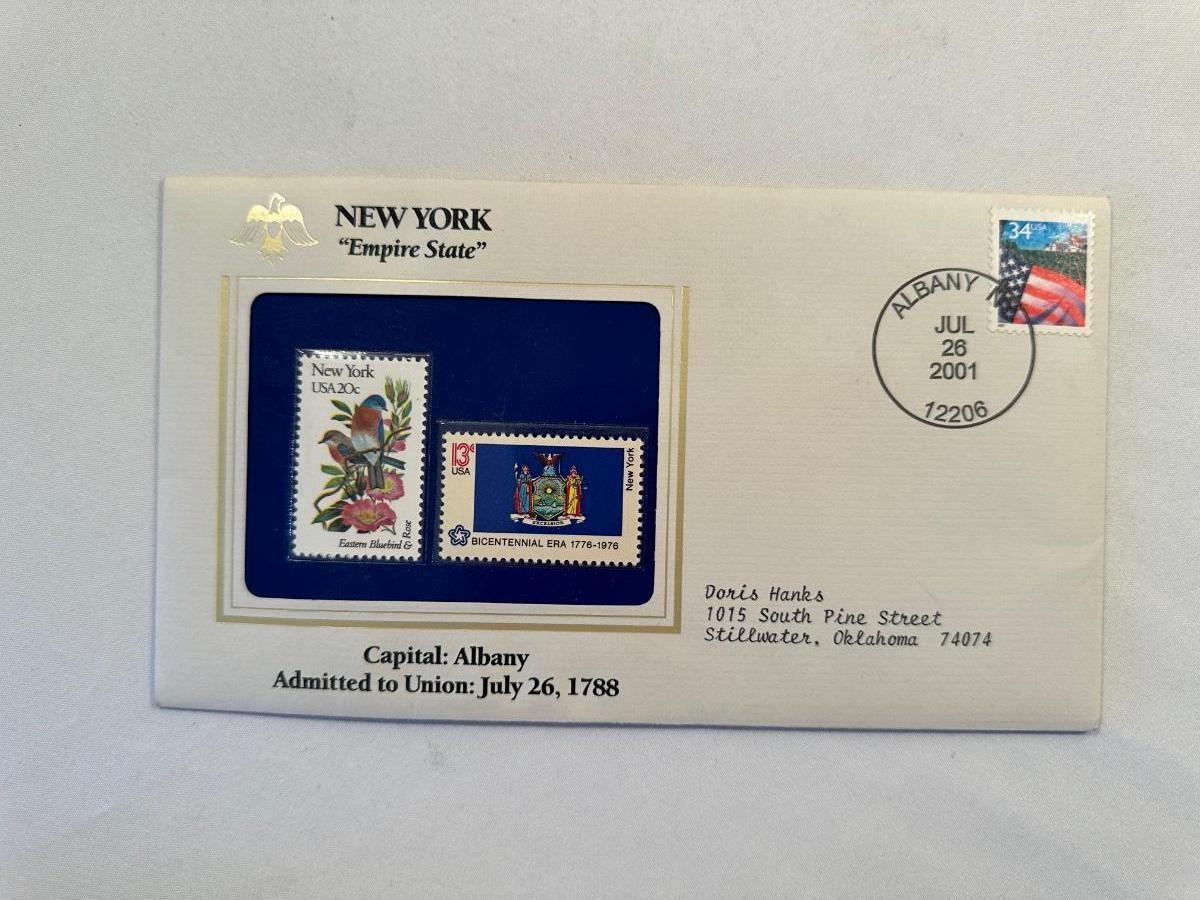 NEW YORK
"Empire State"
New York
USA 20c
Eastern Bluebird & Rose
13c
USA
New York
EXCELSIOR
BICENTENNIAL ERA 1776-1976
Capital: Albany
Admitted to Union: July 26, 1788
34 USA
ALBANY
JUL
26
2001
12206
Doris Hanks
1015 South Pine Street
Stillwater, Oklahoma 74074